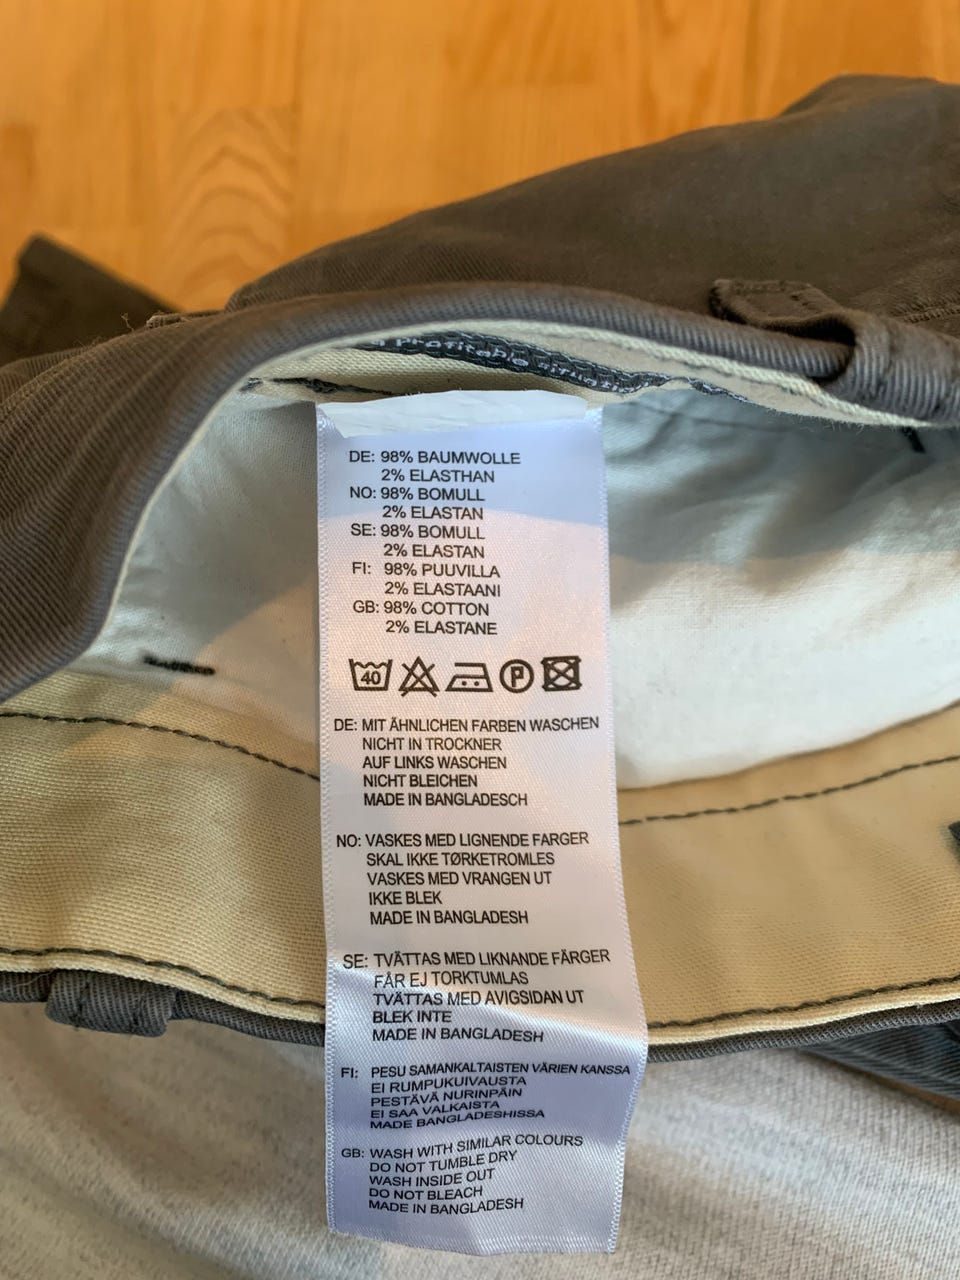 a profitable
DE: 98% BAUMWOLLE
2% ELASTHAN
NO: 98% BOMULL
2% ELASTAN
SE: 98% BOMULL
2% ELASTAN
FI: 98% PUUVILLA
2% ELASTAANI
GB: 98% COTTON
2% ELASTANE
40 P
DE: MIT ÄHNLICHEN FARBEN WASCHEN
NICHT IN TROCKNER
AUF LINKS WASCHEN
NICHT BLEICHEN
MADE IN BANGLADESCH
NO: VASKES MED LIGNENDE FARGER
SKAL IKKE TØRKETROMLES
VASKES MED VRANGEN UT
IKKE BLEK
MADE IN BANGLADESH
SE: TVÄTTAS MED LIKNANDE FÄRGER
FÅR EJ TORKTUMLAS
TVÄTTAS MED AVIGSIDAN UT
BLEK INTE
MADE IN BANGLADESH
FI: PESU SAMANKALTAISTEN VÄRIEN KANSSA
EI RUMPUKUIVAUSTA
PESTÄVÄ NURINPÄIN
EI SAA VALKAISTA
MADE BANGLADESHISSA
GB: WASH WITH SIMILAR COLOURS
DO NOT TUMBLE DRY
WASH INSIDE OUT
DO NOT BLEACH
MADE IN BANGLADESH